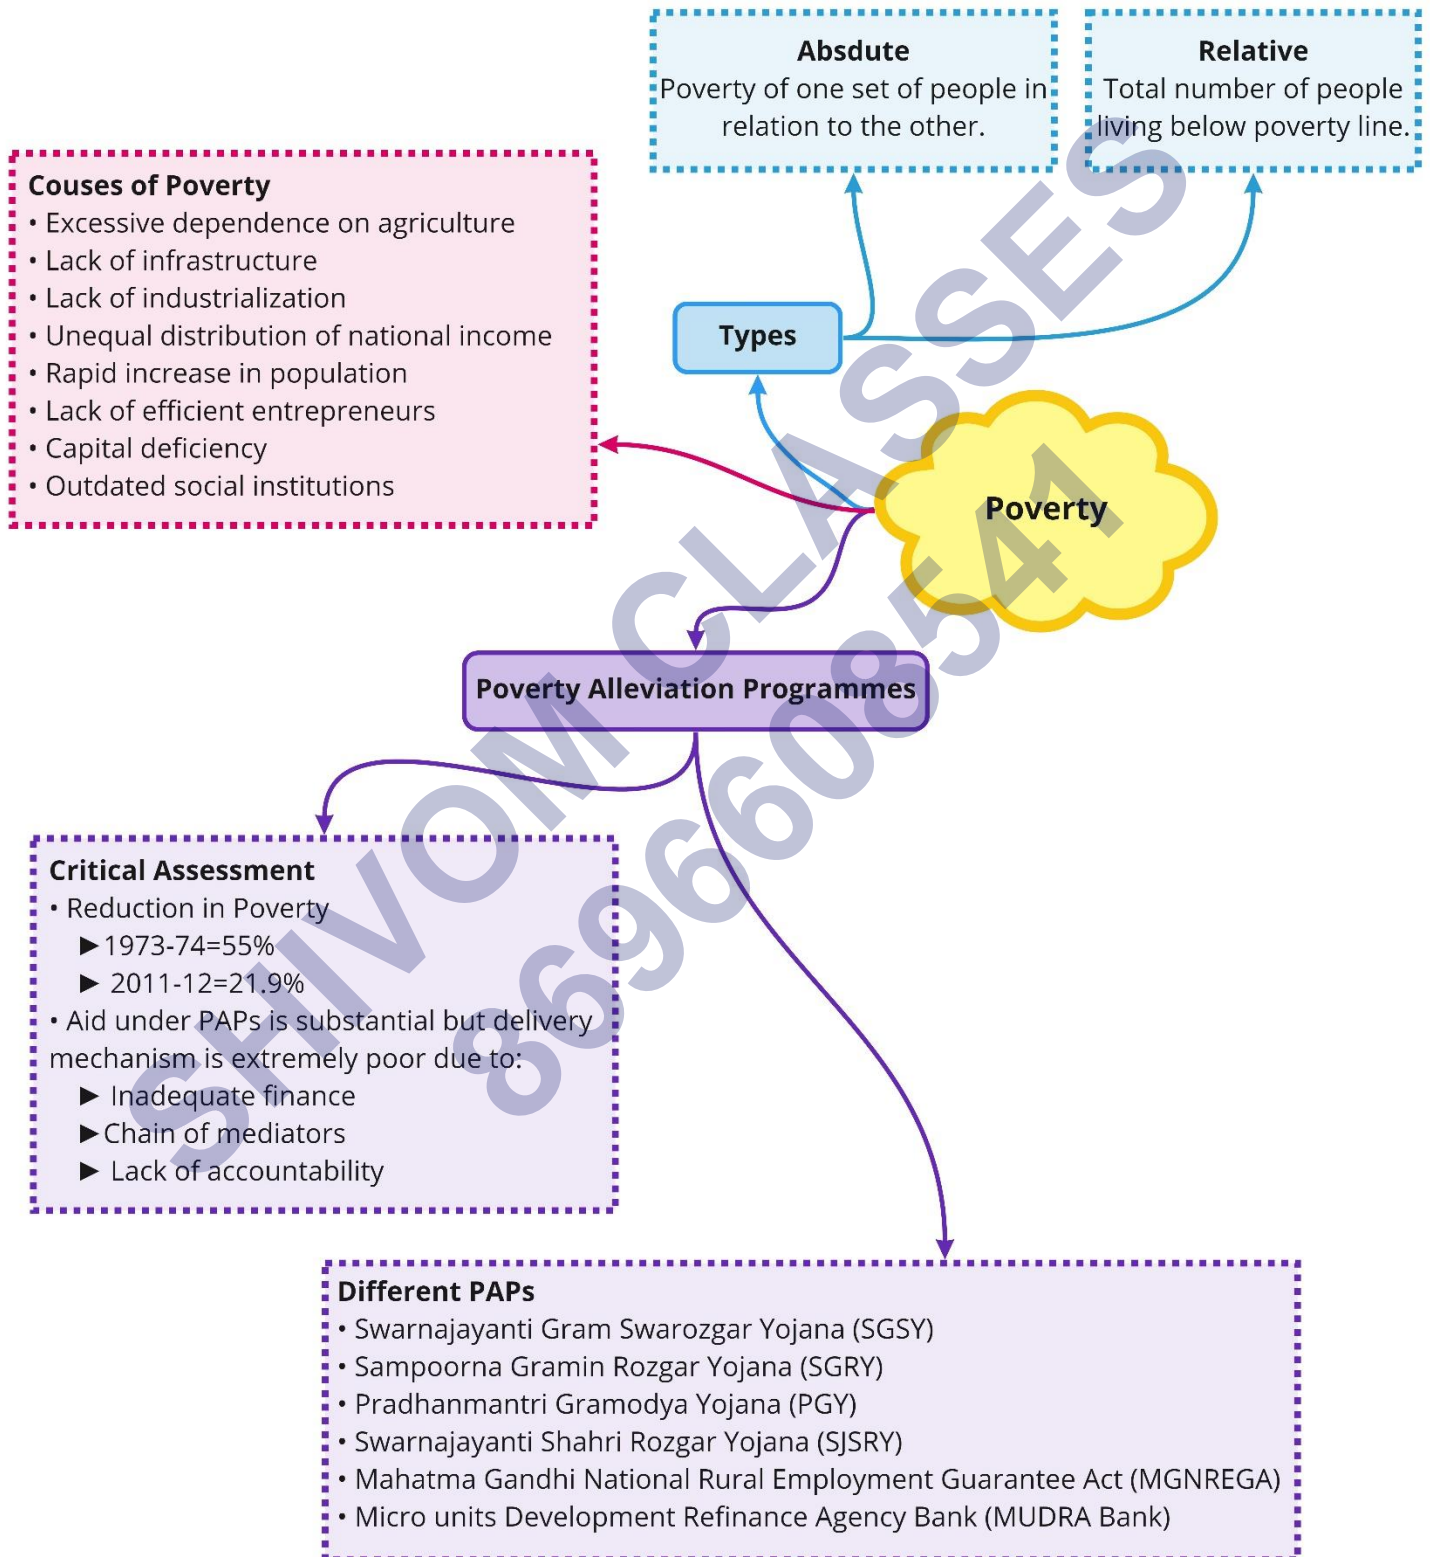 Absdute
Poverty of one set of people in
relation to the other.
Relative
Total number of people
living below poverty line.
Couses of Poverty
• Excessive dependence on agriculture
• Lack of infrastructure
• Lack of industrialization
• Unequal distribution of national income
• Rapid increase in population
• Lack of efficient entrepreneurs
• Capital deficiency
• Outdated social institutions
Types
Poverty
Poverty Alleviation Programmes
Critical Assessment
• Reduction in Poverty
►1973-74=55%
► 2011-12=21.9%
• Aid under PAPs is substantial but delivery
mechanism is extremely poor due to:
► Inadequate finance
►Chain of mediators
► Lack of accountability
Different PAPs
• Swarnajayanti Gram Swarozgar Yojana (SGSY)
• Sampoorna Gramin Rozgar Yojana (SGRY)
• Pradhanmantri Gramodya Yojana (PGY)
• Swarnajayanti Shahri Rozgar Yojana (SJSRY)
• Mahatma Gandhi National Rural Employment Guarantee Act (MGNREGA)
• Micro units Development Refinance Agency Bank (MUDRA Bank)
SHIVOM CLASSES
8696608541